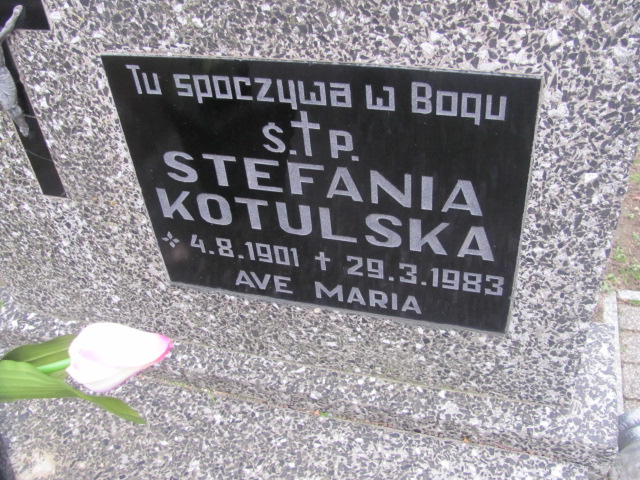 Tu spoczywa w Bogu
Ś.†P.
STEFANIA
KOTULSKA
* 4.8.1901 † 29.3.1983
AVE MARIA